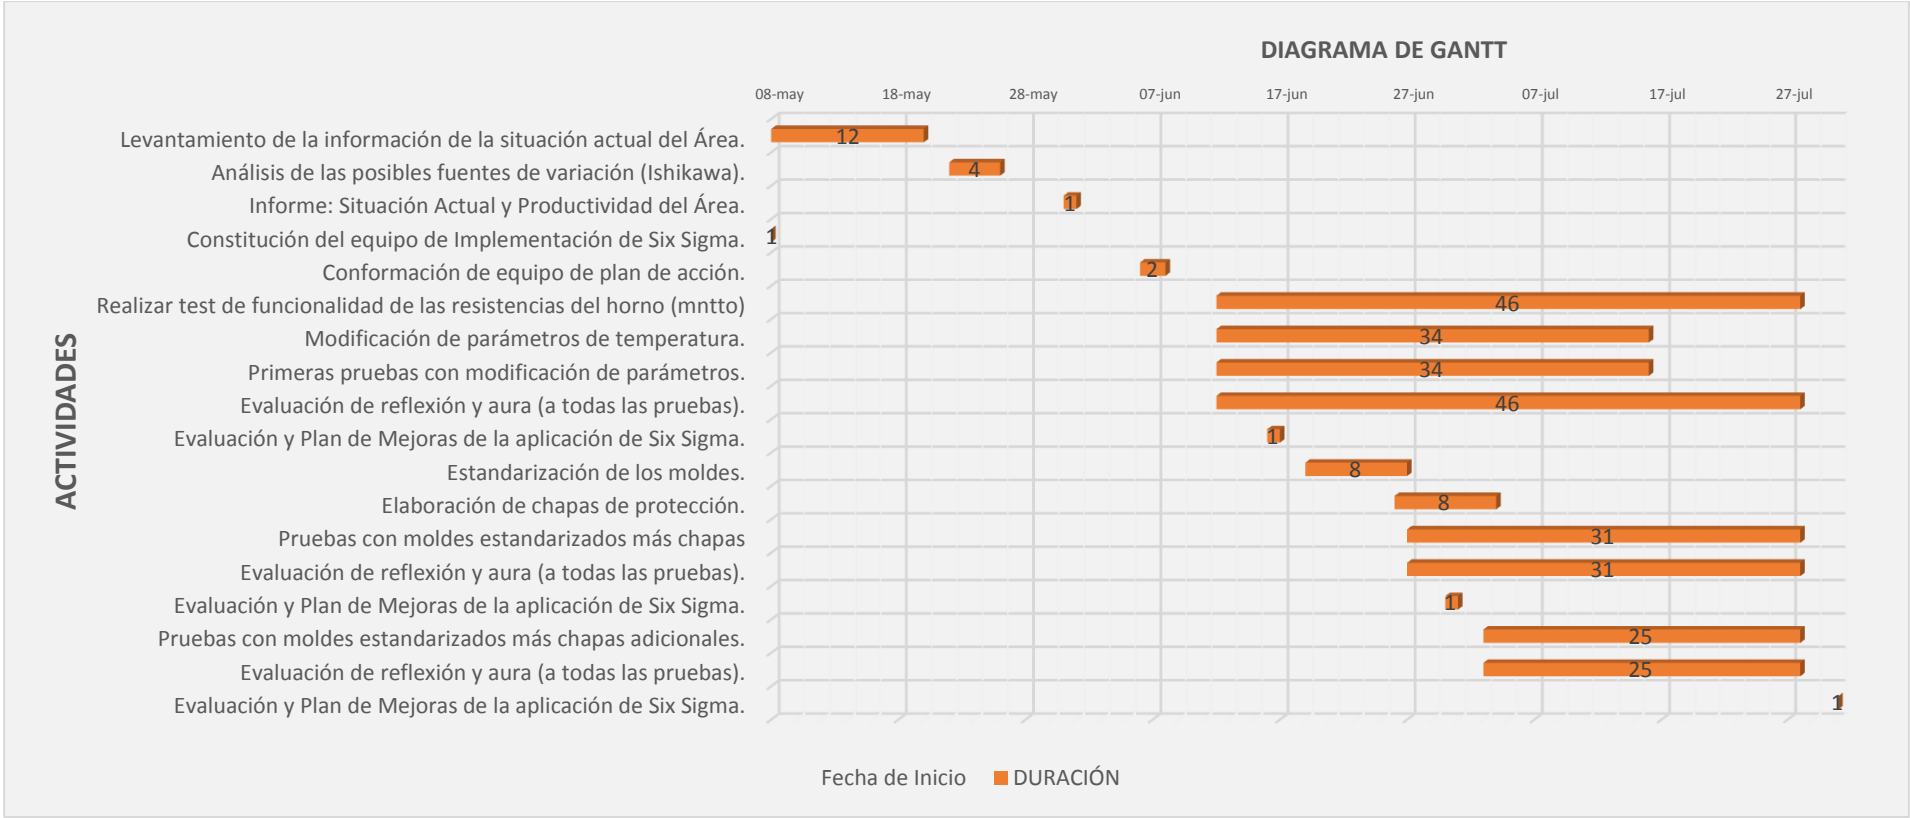 DIAGRAMA DE GANTT
08-may 18-may 28-may 07-jun 17-jun 27-jun 07-jul 17-jul 27-jul
ACTIVIDADES
Levantamiento de la información de la situación actual del Área. 12
Análisis de las posibles fuentes de variación (Ishikawa). 4
Informe: Situación Actual y Productividad del Área. 1
Constitución del equipo de Implementación de Six Sigma. 1
Conformación de equipo de plan de acción. 2
Realizar test de funcionalidad de las resistencias del horno (mntto) 46
Modificación de parámetros de temperatura. 34
Primeras pruebas con modificación de parámetros. 34
Evaluación de reflexión y aura (a todas las pruebas). 46
Evaluación y Plan de Mejoras de la aplicación de Six Sigma. 1
Estandarización de los moldes. 8
Elaboración de chapas de protección. 8
Pruebas con moldes estandarizados más chapas 31
Evaluación de reflexión y aura (a todas las pruebas). 31
Evaluación y Plan de Mejoras de la aplicación de Six Sigma. 1
Pruebas con moldes estandarizados más chapas adicionales. 25
Evaluación de reflexión y aura (a todas las pruebas). 25
Evaluación y Plan de Mejoras de la aplicación de Six Sigma. 1
Fecha de Inicio DURACIÓN